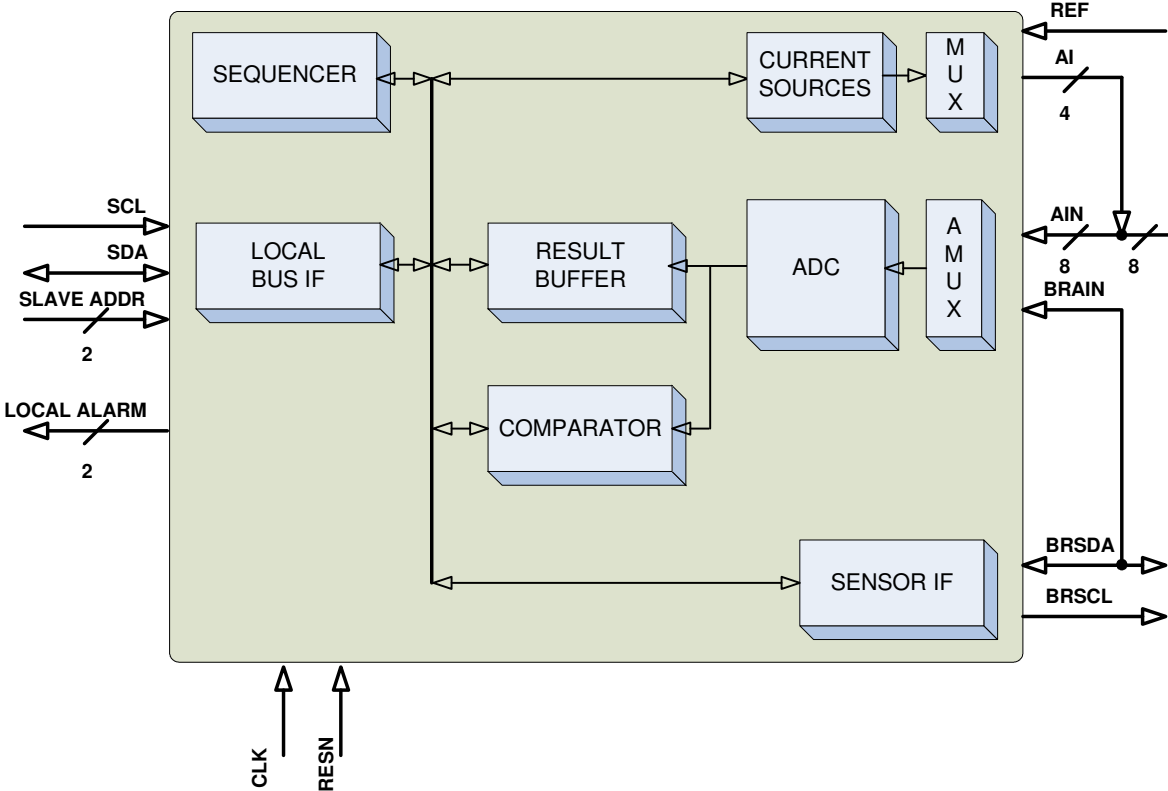 REF
SEQUENCER
CURRENT
SOURCES
M
U
X
AI
4
SCL
SDA
SLAVE ADDR
2
LOCAL ALARM
2
LOCAL
BUS IF
RESULT
BUFFER
ADC
A
M
U
X
AIN
8
8
BRAIN
COMPARATOR
SENSOR IF
BRSDA
BRSCL
CLK
RESN